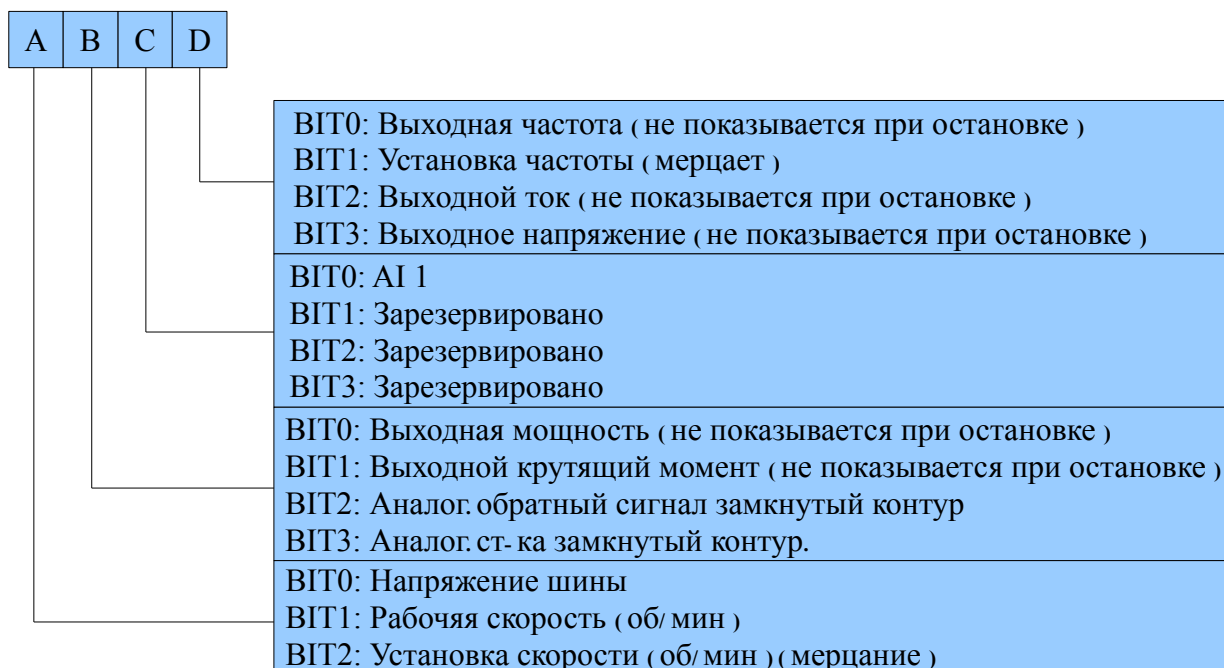 A B C D
BIT0: Выходная частота ( не показывается при остановке )
BIT1: Установка частоты ( мерцает )
BIT2: Выходной ток ( не показывается при остановке )
BIT3: Выходное напряжение ( не показывается при остановке )
BIT0: AI 1
BIT1: Зарезервировано
BIT2: Зарезервировано
BIT3: Зарезервировано
BIT0: Выходная мощность ( не показывается при остановке )
BIT1: Выходной крутящий момент ( не показывается при остановке )
BIT2: Аналог. обратный сигнал замкнутый контур
BIT3: Аналог. ст- ка замкнутый контур.
BIT0: Напряжение шины
BIT1: Рабочяя скорость ( об/ мин )
BIT2: Установка скорости ( об/ мин ) ( мерцание )